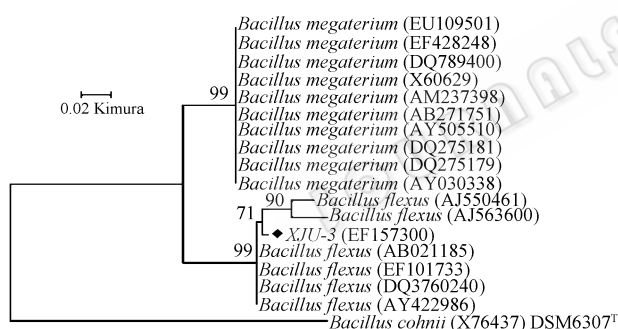 Bacillus megaterium (EU109501)
Bacillus megaterium (EF428248)
Bacillus megaterium (DQ789400)
Bacillus megaterium (X60629)
0.02 Kimura
99
Bacillus megaterium (AM237398)
Bacillus megaterium (AB271751)
Bacillus megaterium (AY505510)
Bacillus megaterium (DQ275181)
Bacillus megaterium (DQ275179)
Bacillus megaterium (AY030338)
90
Bacillus flexus (AJ550461)
71
Bacillus flexus (AJ563600)
XJU-3 (EF157300)
99
Bacillus flexus (AB021185)
Bacillus flexus (EF101733)
Bacillus flexus (DQ3760240)
Bacillus flexus (AY422986)
Bacillus cohnii (X76437) DSM6307ᵀ
JOURNALS